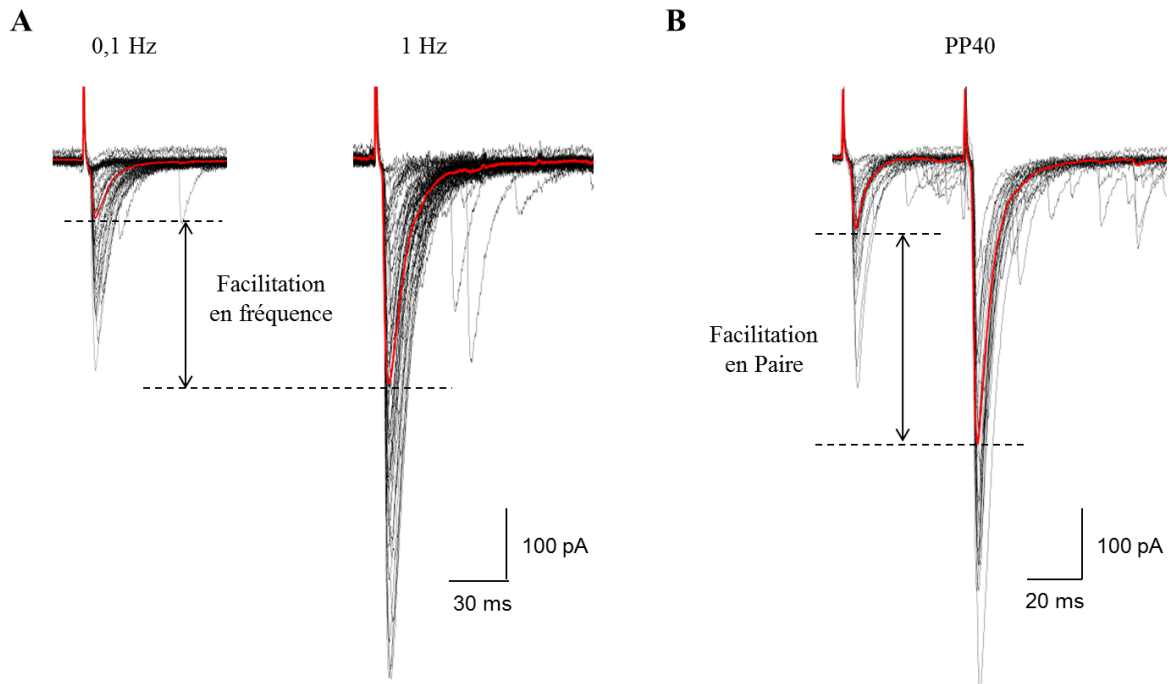 A
0,1 Hz
1 Hz
Facilitation
en fréquence
100 pA
30 ms
B
PP40
Facilitation
en Paire
100 pA
20 ms